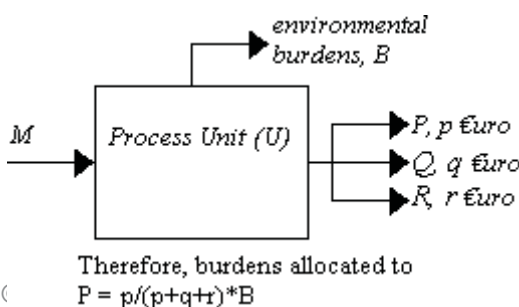 environmental
burdens, B
M
Process Unit (U)
P, p €uro
Q, q €uro
R, r €uro
Therefore, burdens allocated to
P = p/(p+q+r)*B